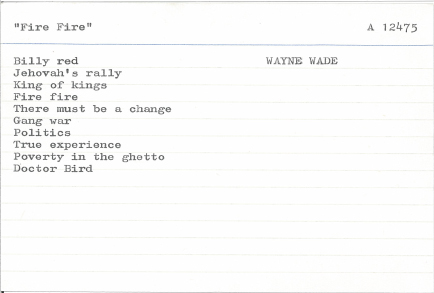 "Fire Fire" A 12475
Billy red WAYNE WADE
Jehovah's rally
King of kings
Fire fire
There must be a change
Gang war
Politics
True experience
Poverty in the ghetto
Doctor Bird